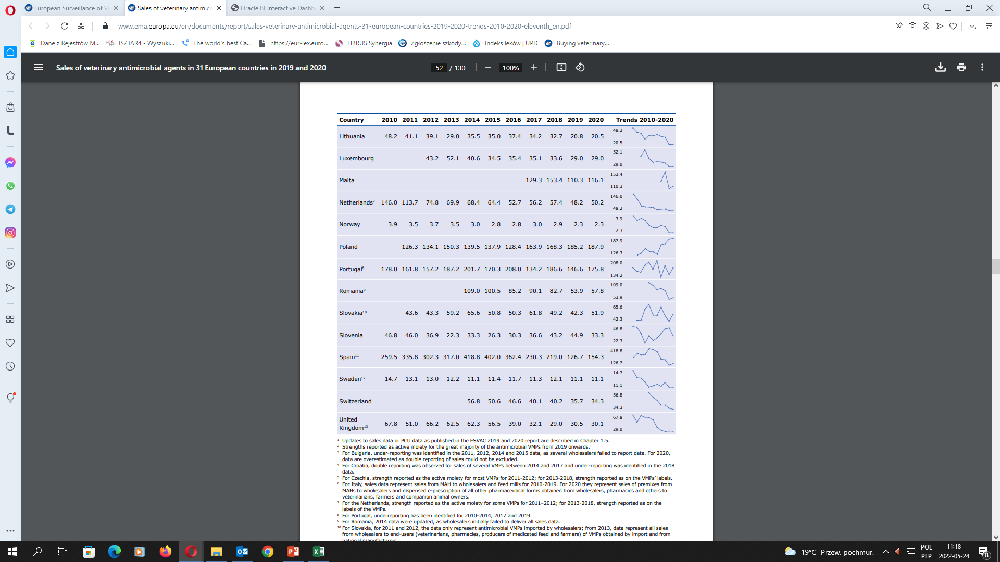 European Surveillance of Ve
Sales of veterinary antimicr
Oracle BI Interactive Dashb
www.ema.europa.eu/en/documents/report/sales-veterinary-antimicrobial-agents-31-european-countries-2019-2020-trends-2010-2020-eleventh_en.pdf
Dane z Rejestrów M... ISZTAR4 - Wyszuki... The world's best Ca... https://eur-lex.euro... LIBRUS Synergia Zgłoszenie szkody... Indeks leków | UPD Buying veterinary...
Sales of veterinary antimicrobial agents in 31 European countries in 2019 and 2020 52 / 130 100%
Country 2010 2011 2012 2013 2014 2015 2016 2017 2018 2019 2020 Trends 2010-2020
Lithuania 48.2 41.1 39.1 29.0 35.5 35.0 37.4 34.2 32.7 20.8 20.5 48.2 20.5
Luxembourg 43.2 52.1 40.6 34.5 35.4 35.1 33.6 29.0 29.0 52.1 29.0
Malta 129.3 153.4 110.3 116.1 153.4 110.3
Netherlands⁷ 146.0 113.7 74.8 69.9 68.4 64.4 52.7 56.2 57.4 48.2 50.2 146.0 48.2
Norway 3.9 3.5 3.7 3.5 3.0 2.8 2.8 3.0 2.9 2.3 2.3 3.9 2.3
Poland 126.3 134.1 150.3 139.5 137.9 128.4 163.9 168.3 185.2 187.9 187.9 126.3
Portugal⁸ 178.0 161.8 157.2 187.2 201.7 170.3 208.0 134.2 186.6 146.6 175.8 208.0 134.2
Romania⁹ 109.0 100.5 85.2 90.1 82.7 53.9 57.8 109.0 53.9
Slovakia¹⁰ 43.6 43.3 59.2 65.6 50.8 50.3 61.8 49.2 42.3 51.9 65.6 42.3
Slovenia 46.8 46.0 36.9 22.3 33.3 26.3 30.3 36.6 43.2 44.9 33.3 46.8 22.3
Spain¹¹ 259.5 335.8 302.3 317.0 418.8 402.0 362.4 230.3 219.0 126.7 154.3 418.8 126.7
Sweden¹² 14.7 13.1 13.0 12.2 11.1 11.4 11.7 11.3 12.1 11.1 11.1 14.7 11.1
Switzerland 56.8 50.6 46.6 40.1 40.2 35.7 34.3 56.8 34.3
United
Kingdom¹³ 67.8 51.0 66.2 62.5 62.3 56.5 39.0 32.1 29.0 30.5 30.1 67.8 29.0
¹ Updates to sales data or PCU data as published in the ESVAC 2019 and 2020 report are described in Chapter 1.5.
² Strengths reported as active moiety for the great majority of the antimicrobial VMPs from 2019 onwards.
³ For Bulgaria, under-reporting was identified in the 2011, 2012, 2014 and 2015 data, as several wholesalers failed to report data. For 2020,
data are overestimated as double reporting of sales could not be excluded.
⁴ For Croatia, double reporting was observed for sales of several VMPs between 2014 and 2017 and under-reporting was identified in the 2018
data.
⁵ For Czechia, strength reported as the active moiety for most VMPs for 2011-2012; for 2013-2018, strength reported as on the VMPs' labels.
⁶ For Italy, sales data represent sales from MAH to wholesalers and feed mills for 2010-2019. For 2020 they represent sales of premixes from
MAHs to wholesalers and dispensed e-prescription of all other pharmaceutical forms obtained from wholesalers, pharmacies and others to
veterinarians, farmers and companion animal owners.
⁷ For the Netherlands, strength reported as the active moiety for some VMPs for 2011–2012; for 2013-2018, strength reported as on the
labels of the VMPs.
⁸ For Portugal, underreporting has been identified for 2010-2014, 2017 and 2019.
⁹ For Romania, 2014 data were updated, as wholesalers initially failed to deliver all sales data.
¹⁰ For Slovakia, for 2011 and 2012, the data only represent antimicrobial VMPs imported by wholesalers; from 2013, data represent all sales
from wholesalers to end-users (veterinarians, pharmacies, producers of medicated feed and farmers) of VMPs obtained by import and from
national manufacturers.
19°C Przew. pochmur. POL 11:18
PLP 2022-05-24 8